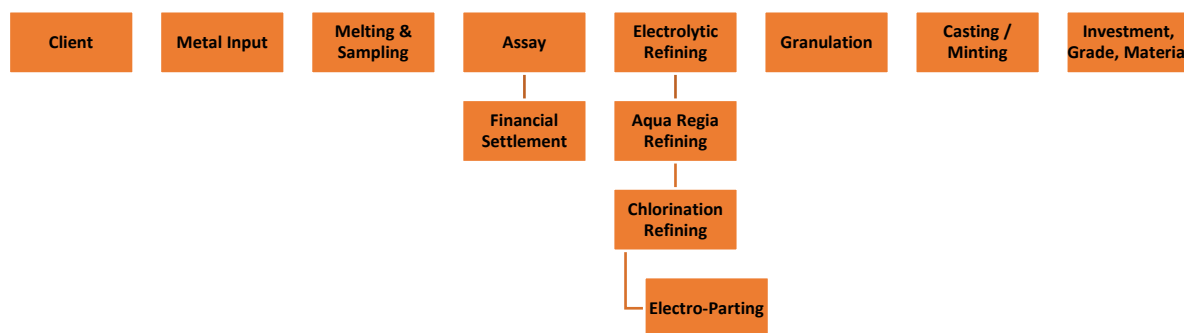 Client
Metal Input
Melting &
Sampling
Assay
Electrolytic
Refining
Granulation
Casting /
Minting
Investment,
Grade, Materia
Financial
Settlement
Aqua Regia
Refining
Chlorination
Refining
Electro-Parting